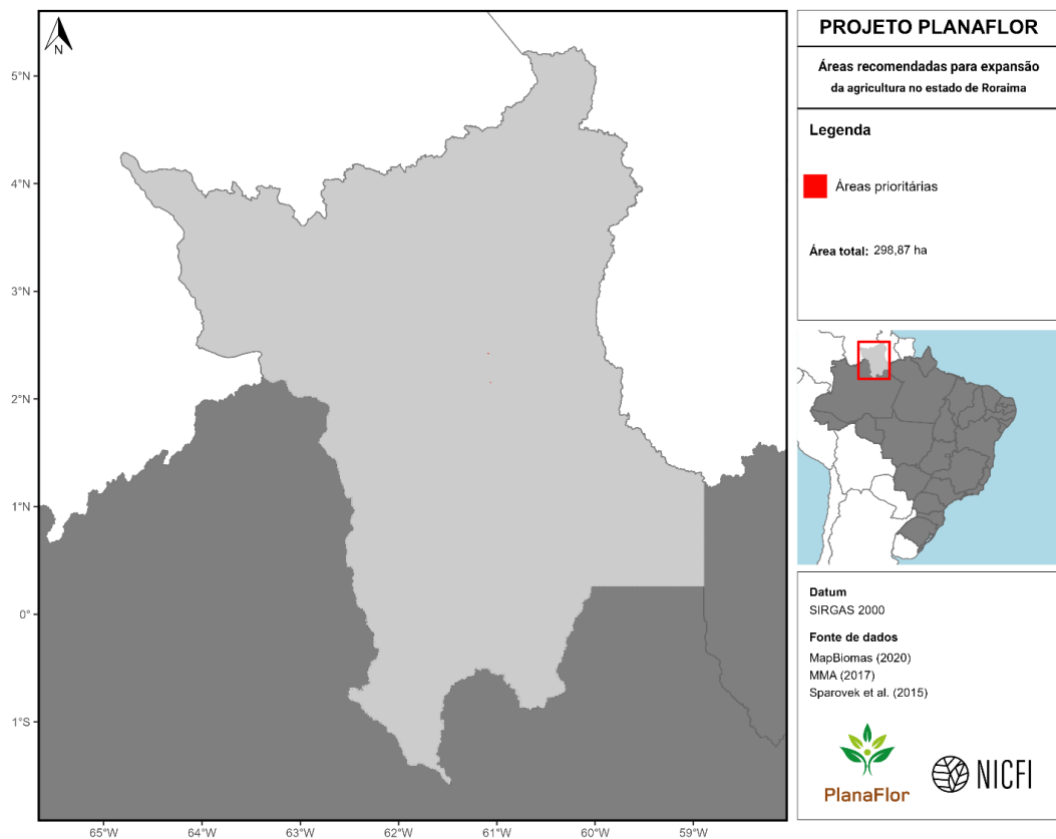 N
5°N
4°N
3°N
2°N
1°N
0°
1°S
65°W
64°W
63°W
62°W
61°W
60°W
59°W
PROJETO PLANAFLOR
Áreas recomendadas para expansão
da agricultura no estado de Roraima
Legenda
Áreas prioritárias
Área total: 298,87 ha
Datum
SIRGAS 2000
Fonte de dados
MapBiomas (2020)
MMA (2017)
Sparovek et al. (2015)
PlanaFlor
NICFI